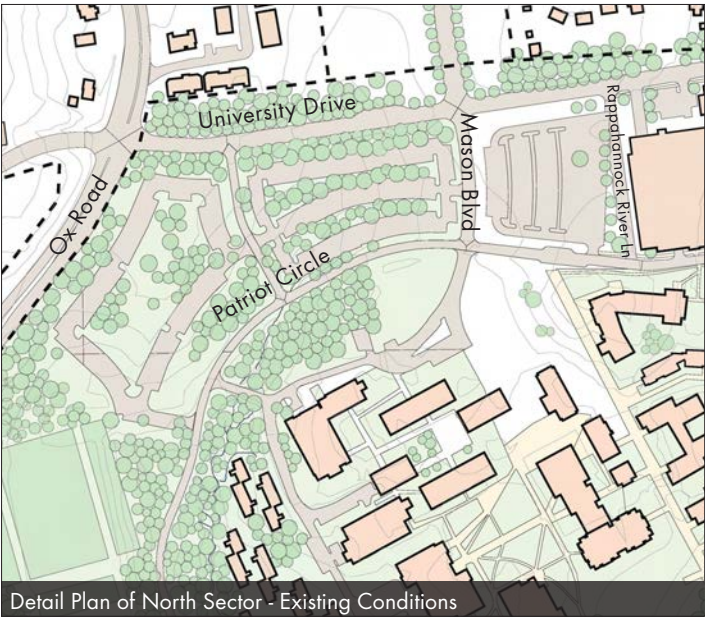 University Drive
Mason Blvd
Rappahannock River Ln
Ox Road
Patriot Circle
Detail Plan of North Sector - Existing Conditions